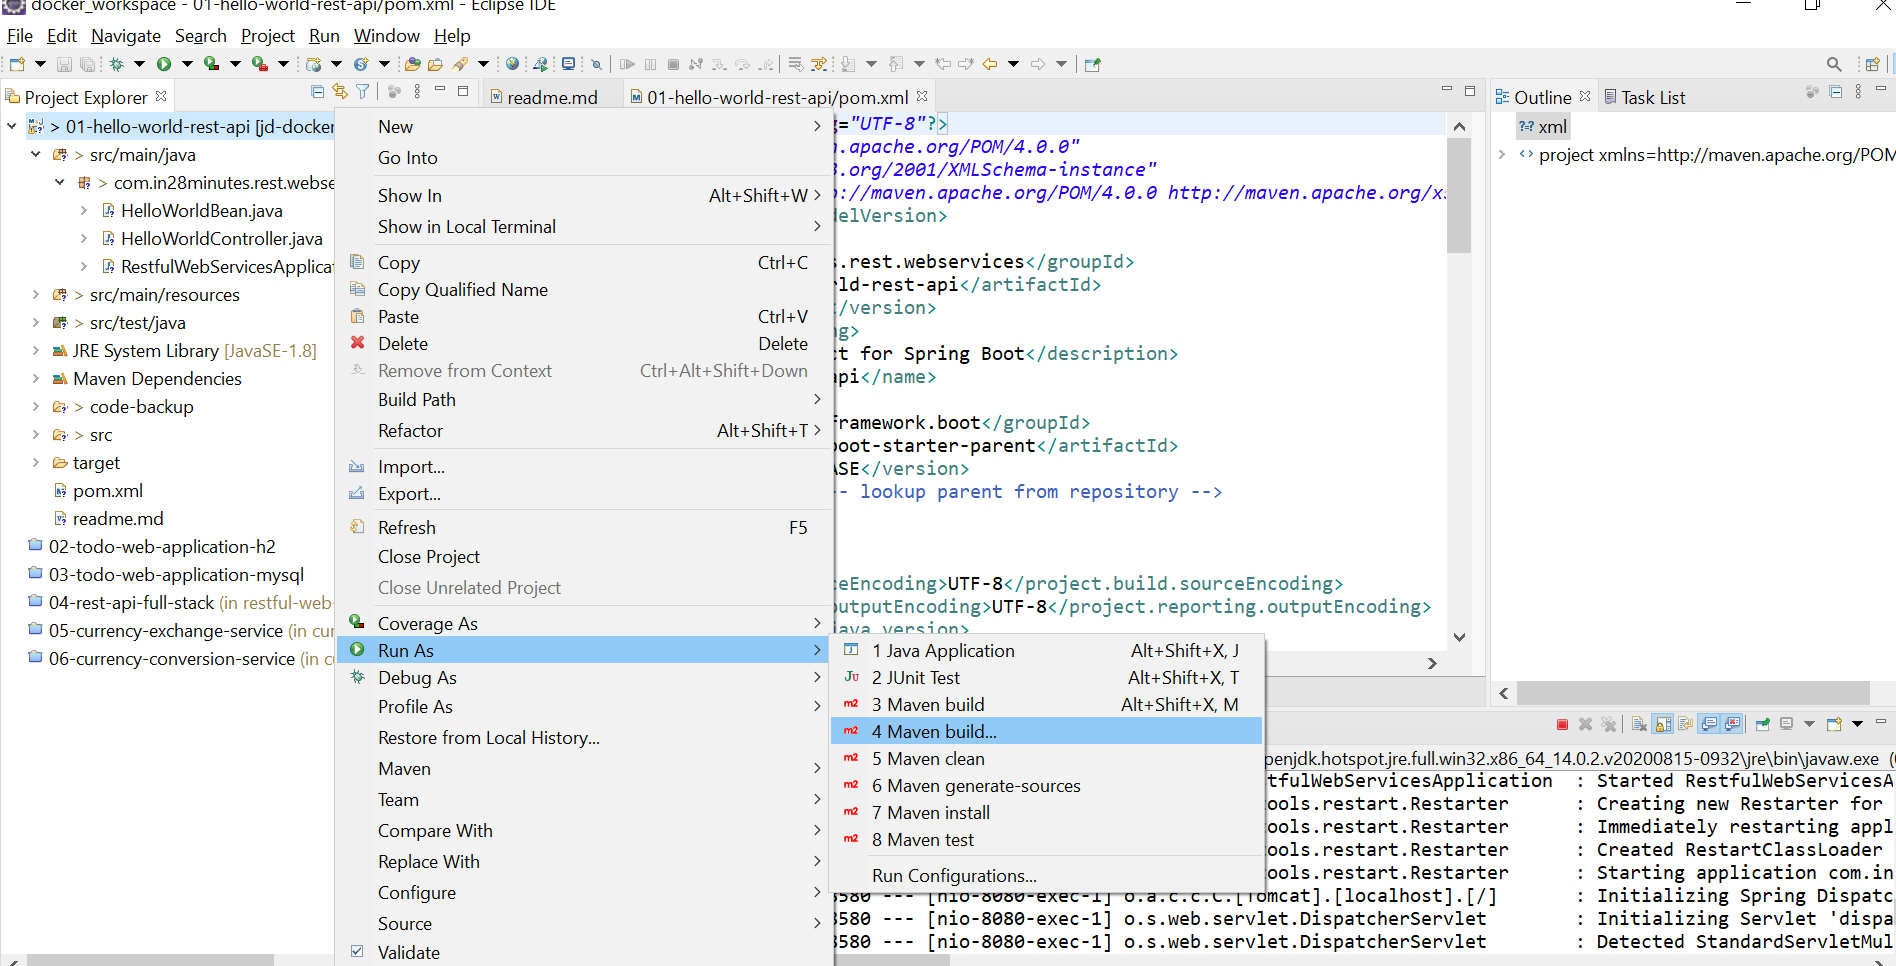 docker_workspace - 01-hello-world-rest-api/pom.xml - Eclipse IDE
File Edit Navigate Search Project Run Window Help
Project Explorer
readme.md
01-hello-world-rest-api/pom.xml
Outline
Task List
> 01-hello-world-rest-api [jd-docker
> src/main/java
> com.in28minutes.rest.webse
HelloWorldBean.java
HelloWorldController.java
RestfulWebServicesApplica
> src/main/resources
> src/test/java
JRE System Library [JavaSE-1.8]
Maven Dependencies
> code-backup
> src
target
pom.xml
readme.md
02-todo-web-application-h2
03-todo-web-application-mysql
04-rest-api-full-stack (in restful-web-
05-currency-exchange-service (in cur
06-currency-conversion-service (in c
New
Go Into
Show In Alt+Shift+W >
Show in Local Terminal
Copy Ctrl+C
Copy Qualified Name
Paste Ctrl+V
Delete Delete
Remove from Context Ctrl+Alt+Shift+Down
Build Path
Refactor Alt+Shift+T >
Import...
Export...
Refresh F5
Close Project
Close Unrelated Project
Coverage As
Run As
Debug As
Profile As
Restore from Local History...
Maven
Team
Compare With
Replace With
Configure
Source
Validate
1 Java Application Alt+Shift+X, J
2 JUnit Test Alt+Shift+X, T
3 Maven build Alt+Shift+X, M
4 Maven build...
5 Maven clean
6 Maven generate-sources
7 Maven install
8 Maven test
Run Configurations...
="UTF-8"?>
.apache.org/POM/4.0.0"
.org/2001/XMLSchema-instance"
://maven.apache.org/POM/4.0.0 http://maven.apache.org/xs
delVersion>
.rest.webservices</groupId>
ld-rest-api</artifactId>
</version>
g>
t for Spring Boot</description>
api</name>
framework.boot</groupId>
boot-starter-parent</artifactId>
ASE</version>
-- lookup parent from repository -->
eEncoding>UTF-8</project.build.sourceEncoding>
utputEncoding>UTF-8</project.reporting.outputEncoding>
java.version>
xml
project xmlns=http://maven.apache.org/POM
penjdk.hotspot.jre.full.win32.x86_64_14.0.2.v20200815-0932\jre\bin\javaw.exe (
tfulWebServicesApplication : Started RestfulWebServicesA
ools.restart.Restarter : Creating new Restarter for
ools.restart.Restarter : Immediately restarting appl
ools.restart.Restarter : Created RestartClassLoader
ools.restart.Restarter : Starting application com.in
3580 --- [nio-8080-exec-1] o.a.c.c.C.[Tomcat].[localhost].[/] : Initializing Spring Dispatc
3580 --- [nio-8080-exec-1] o.s.web.servlet.DispatcherServlet : Initializing Servlet 'dispa
3580 --- [nio-8080-exec-1] o.s.web.servlet.DispatcherServlet : Detected StandardServletMul